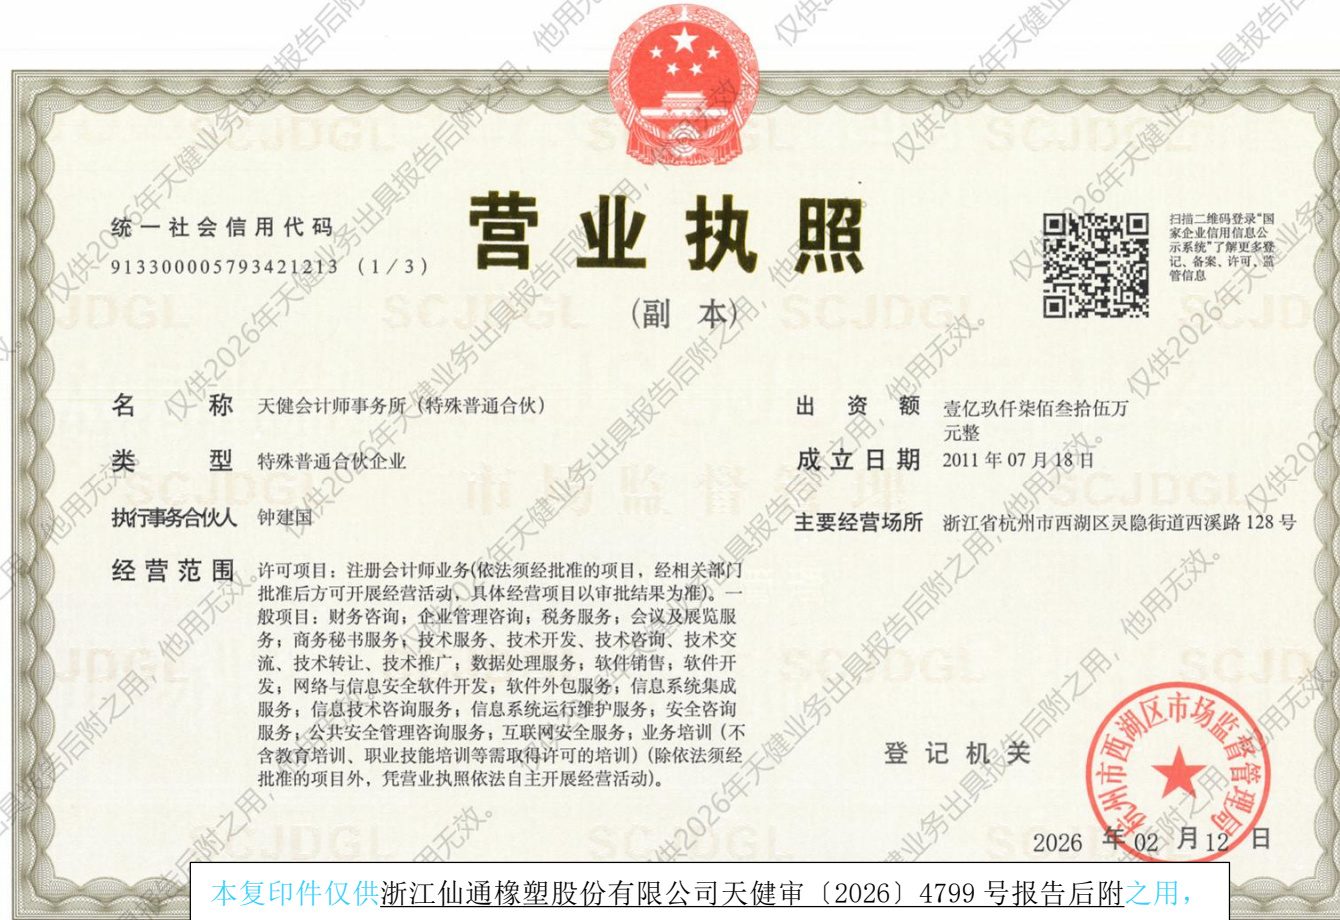 营业执照
(副 本)
统一社会信用代码
913300005793421213 (1/3)
扫描二维码登录“国
家企业信用信息公
示系统”了解更多登
记、备案、许可、监
管信息
名 称 天健会计师事务所(特殊普通合伙)
类 型 特殊普通合伙企业
执行事务合伙人 钟建国
经营范围 许可项目:注册会计师业务(依法须经批准的项目,经相关部门
批准后方可开展经营活动,具体经营项目以审批结果为准)。一
般项目:财务咨询;企业管理咨询;税务服务;会议及展览服
务;商务秘书服务;技术服务、技术开发、技术咨询、技术交
流、技术转让、技术推广;数据处理服务;软件销售;软件开
发;网络与信息安全软件开发;软件外包服务;信息系统集成
服务;信息技术咨询服务;信息系统运行维护服务;安全咨询
服务;公共安全管理咨询服务;互联网安全服务;业务培训(不
含教育培训、职业技能培训等需取得许可的培训)(除依法须经
批准的项目外,凭营业执照依法自主开展经营活动)。
出 资 额 壹亿玖仟柒佰叁拾伍万
元整
成立日期 2011年07月18日
主要经营场所 浙江省杭州市西湖区灵隐街道西溪路128号
登记机关
杭州市西湖区市场监督管理局
2026 年 02 月 12 日
本复印件仅供浙江仙通橡塑股份有限公司天健审〔2026〕4799号报告后附之用,
仅供2026年天健业务出具报告后附之用,他用无效。
SCJDGL
市场监督管理